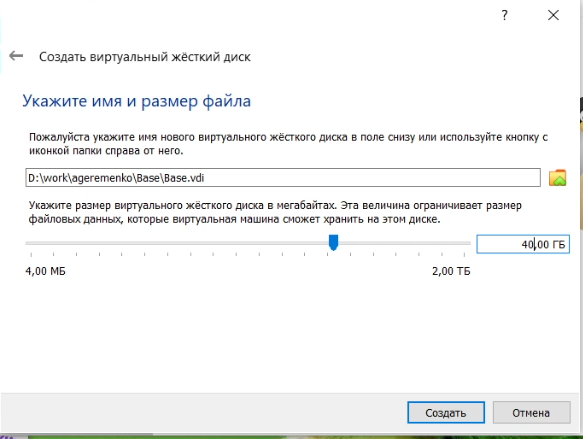 ?
Создать виртуальный жёсткий диск
Укажите имя и размер файла
Пожалуйста укажите имя нового виртуального жёсткого диска в поле снизу или используйте кнопку с
иконкой папки справа от него.
D:\work\ageremenko\Base\Base.vdi
Укажите размер виртуального жёсткого диска в мегабайтах. Эта величина ограничивает размер
файловых данных, которые виртуальная машина сможет хранить на этом диске.
40,00 ГБ
4,00 МБ 2,00 ТБ
Создать Отмена